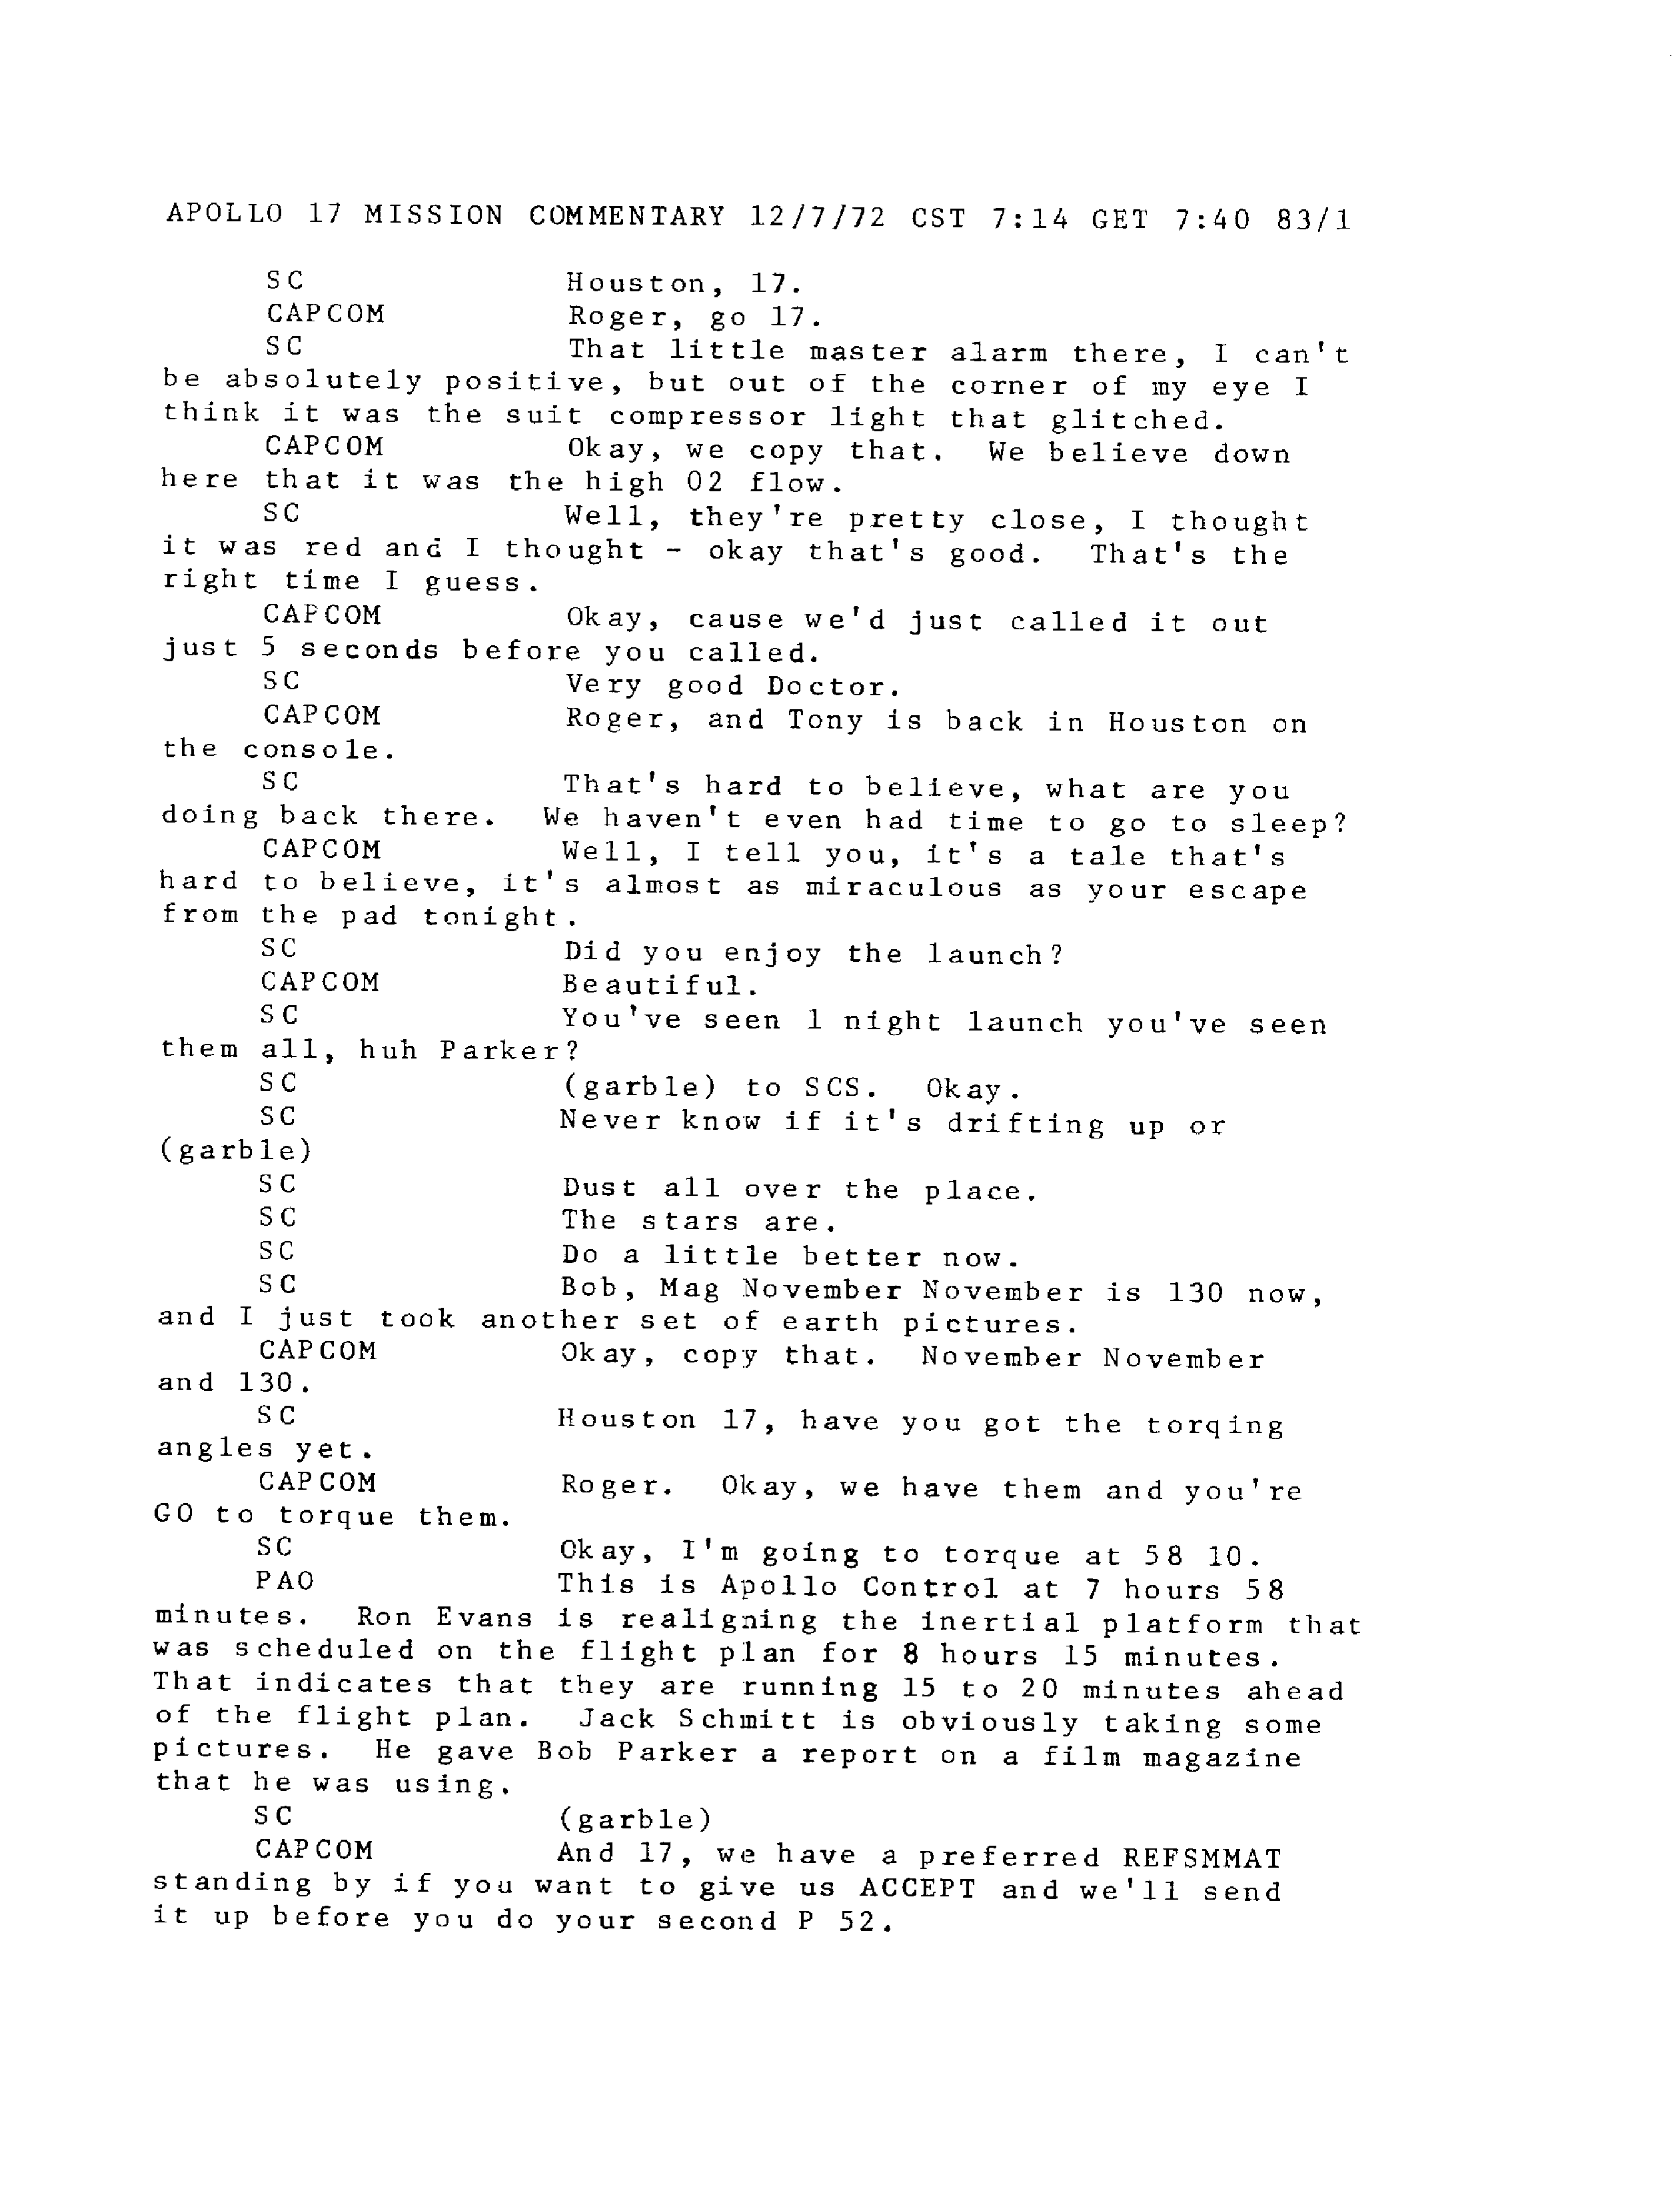 APOLLO 17 MISSION COMMENTARY 12/7/72 CST 7:14 GET 7:40 83/1
SC Houston, 17.
CAPCOM Roger, go 17.
SC That little master alarm there, I can't
be absolutely positive, but out of the corner of my eye I
think it was the suit compressor light that glitched.
CAPCOM Okay, we copy that. We believe down
here that it was the high O2 flow.
SC Well, they're pretty close, I thought
it was red and I thought - okay that's good. That's the
right time I guess.
CAPCOM Okay, cause we'd just called it out
just 5 seconds before you called.
SC Very good Doctor.
CAPCOM Roger, and Tony is back in Houston on
the console.
SC That's hard to believe, what are you
doing back there. We haven't even had time to go to sleep?
CAPCOM Well, I tell you, it's a tale that's
hard to believe, it's almost as miraculous as your escape
from the pad tonight.
SC Did you enjoy the launch?
CAPCOM Beautiful.
SC You've seen 1 night launch you've seen
them all, huh Parker?
SC (garble) to SCS. Okay.
SC Never know if it's drifting up or
(garble)
SC Dust all over the place.
SC The stars are.
SC Do a little better now.
SC Bob, Mag November November is 130 now,
and I just took another set of earth pictures.
CAPCOM Okay, copy that. November November
and 130.
SC Houston 17, have you got the torqing
angles yet.
CAPCOM Roger. Okay, we have them and you're
GO to torque them.
SC Okay, I'm going to torque at 58 10.
PAO This is Apollo Control at 7 hours 58
minutes. Ron Evans is realigning the inertial platform that
was scheduled on the flight plan for 8 hours 15 minutes.
That indicates that they are running 15 to 20 minutes ahead
of the flight plan. Jack Schmitt is obviously taking some
pictures. He gave Bob Parker a report on a film magazine
that he was using.
SC (garble)
CAPCOM And 17, we have a preferred REFSMMAT
standing by if you want to give us ACCEPT and we'll send
it up before you do your second P 52.